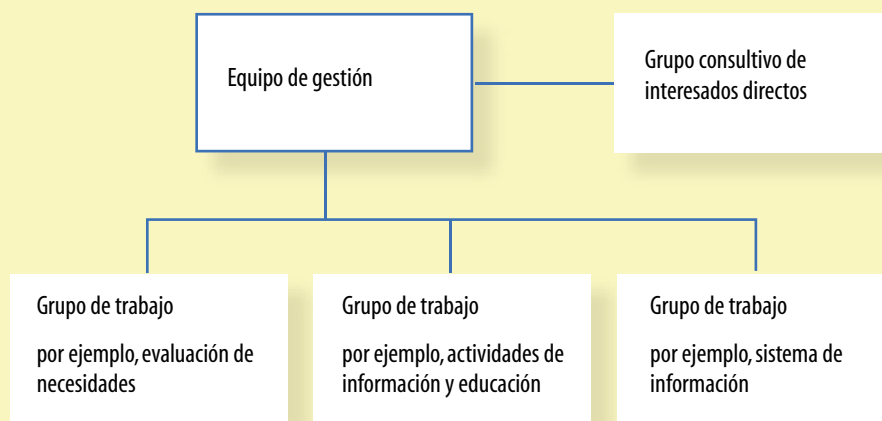 Equipo de gestión
Grupo consultivo de
interesados directos
Grupo de trabajo
por ejemplo, evaluación de
necesidades
Grupo de trabajo
por ejemplo, actividades de
información y educación
Grupo de trabajo
por ejemplo, sistema de
información